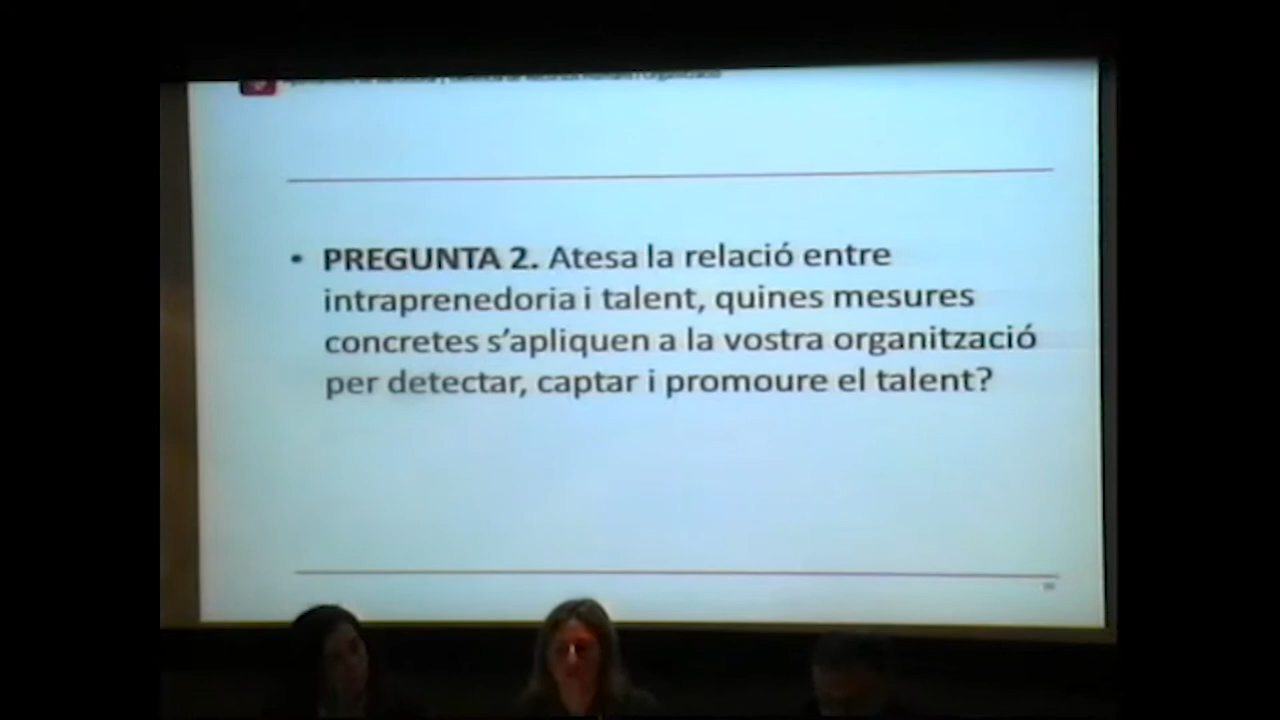 • PREGUNTA 2. Atesa la relació entre
intraprenedoria i talent, quines mesures
concretes s'apliquen a la vostra organització
per detectar, captar i promoure el talent?